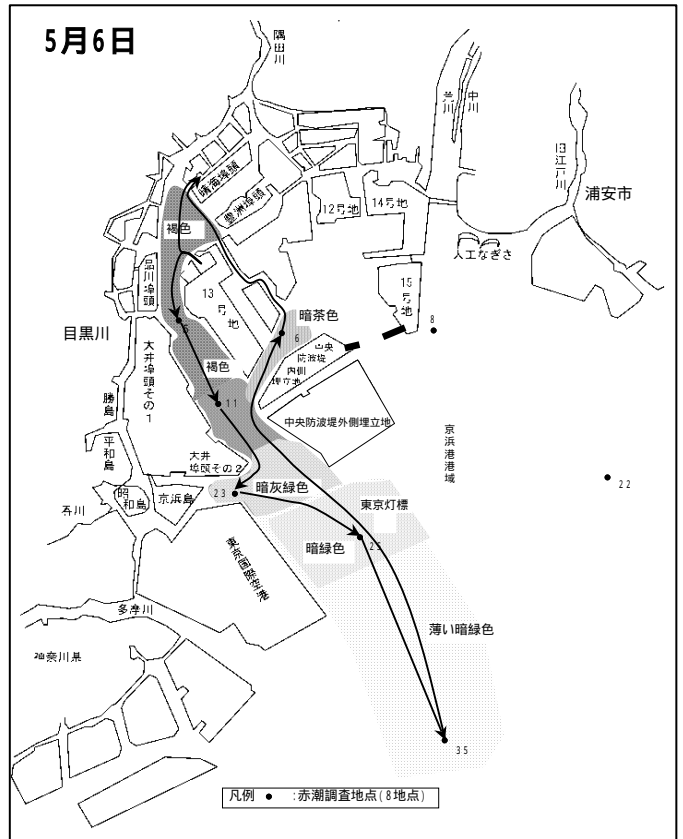 5月6日
隅田川
荒川
中川
旧江戸川
浦安市
晴海埠頭
豊洲埠頭
12号地
14号地
人工なぎさ
褐色
品川埠頭
13号地
15号地
暗茶色
8
5
6
目黒川
中央防波堤内側埋立地
褐色
大井埠頭その1
11
中央防波堤外側埋立地
勝島
京浜港港域
平和島
大井埠頭その2
22
昭和島
京浜島
23
暗灰緑色
呑川
東京灯標
暗緑色
25
東京国際空港
多摩川
薄い暗緑色
神奈川県
35
凡例 ● :赤潮調査地点(8地点)